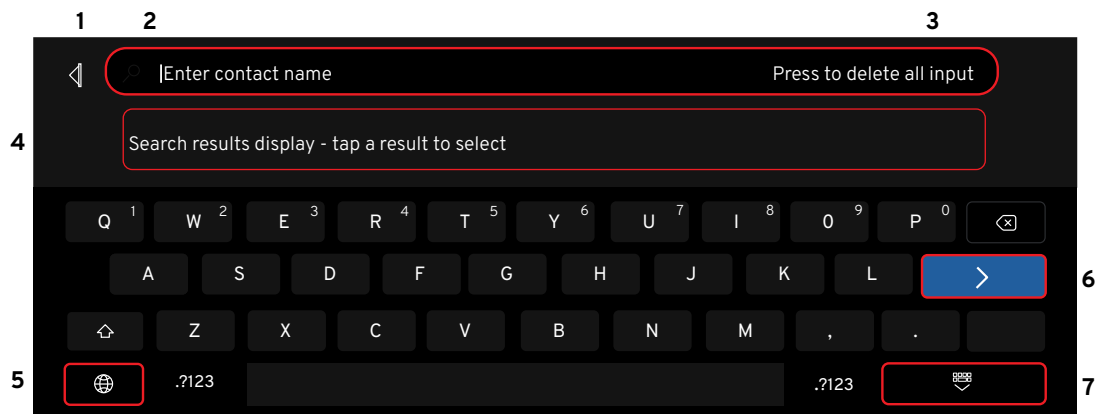 1 2 3
Enter contact name Press to delete all input
4
Search results display - tap a result to select
Q 1 W 2 E 3 R 4 T 5 Y 6 U 7 I 8 0 9 P 0
A S D F G H J K L >
6
Z X C V B N M , .
5
.?123 .?123
7